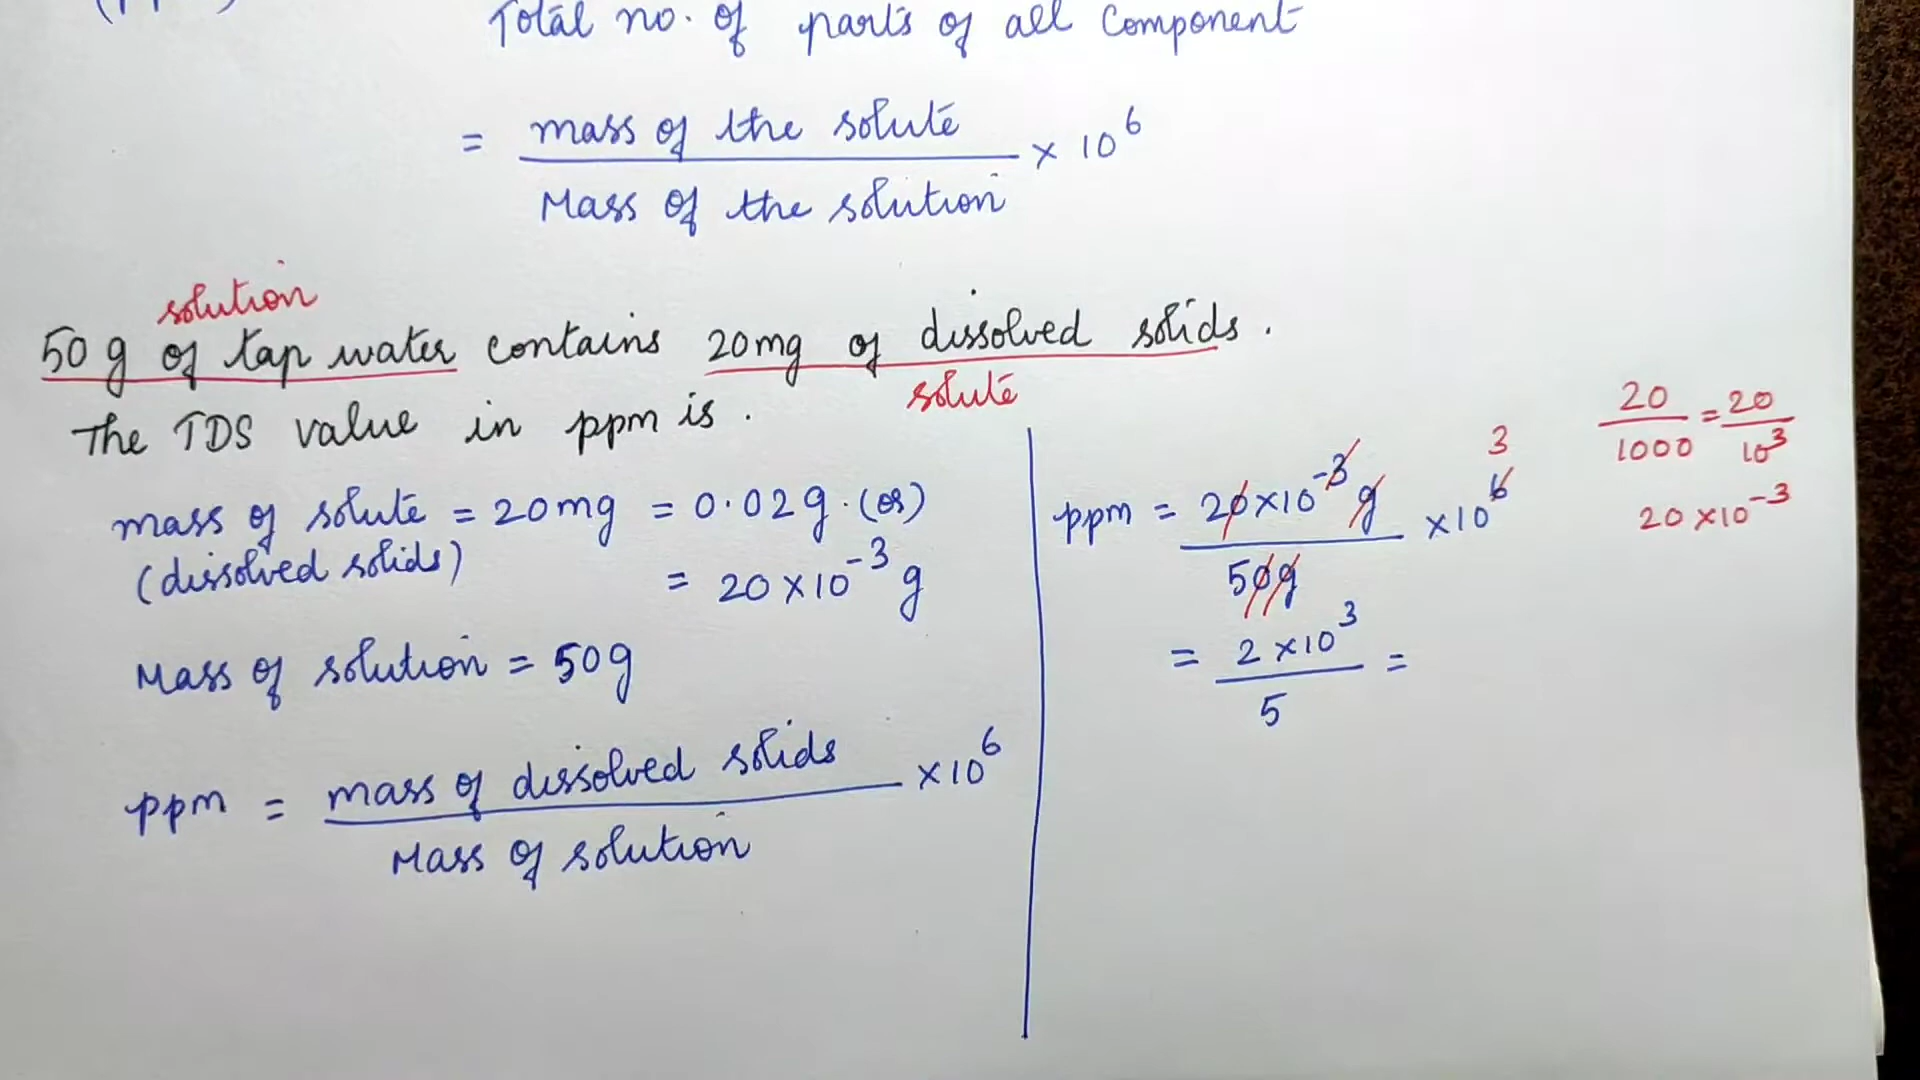 Total no. of parts of all component
= mass of the solute / Mass of the solution × 10^6
solution
50 g of tap water contains 20mg of dissolved solids.
solute
The TDS value in ppm is .
mass of solute = 20mg = 0.02g. (or)
(dissolved solids) = 20 × 10^-3 g
Mass of solution = 50g
ppm = mass of dissolved solids / Mass of solution × 10^6
ppm = 20×10^-3 g / 50g × 10^6 3
= 2 × 10^3 / 5 =
20 / 1000 = 20 / 10^3
20 × 10^-3